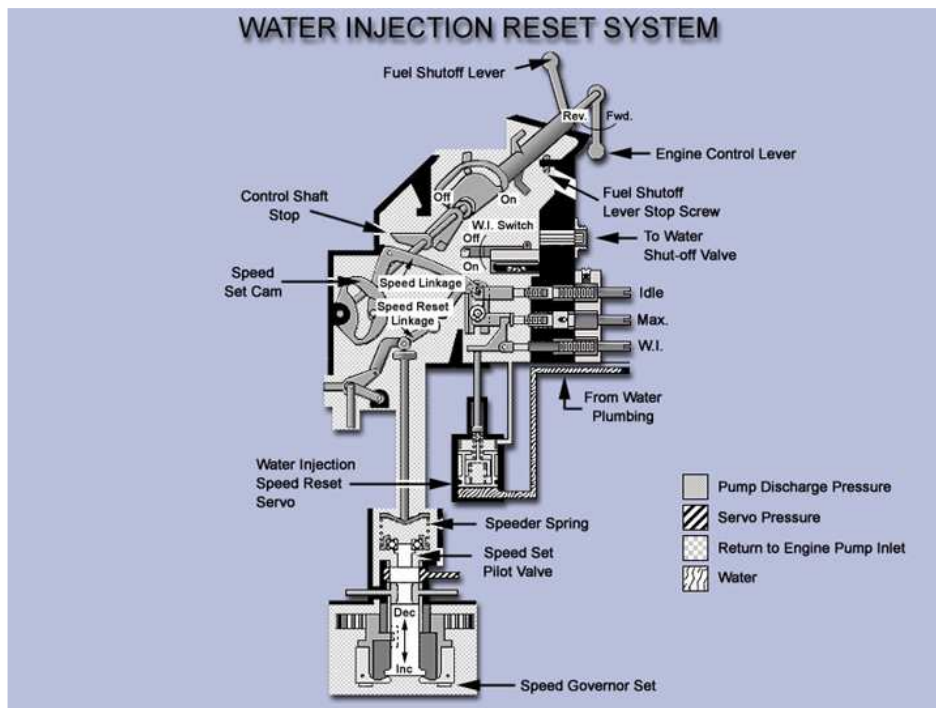 WATER INJECTION RESET SYSTEM
Fuel Shutoff Lever
Rev.
Fwd.
Engine Control Lever
Control Shaft
Stop
Off
On
Fuel Shutoff
Lever Stop Screw
W.I. Switch
Off
On
To Water
Shut-off Valve
Speed
Set Cam
Speed Linkage
Speed Reset
Linkage
Idle
Max.
W.I.
From Water
Plumbing
Water Injection
Speed Reset
Servo
Speeder Spring
Speed Set
Pilot Valve
Dec
Inc
Speed Governor Set
Pump Discharge Pressure
Servo Pressure
Return to Engine Pump Inlet
Water